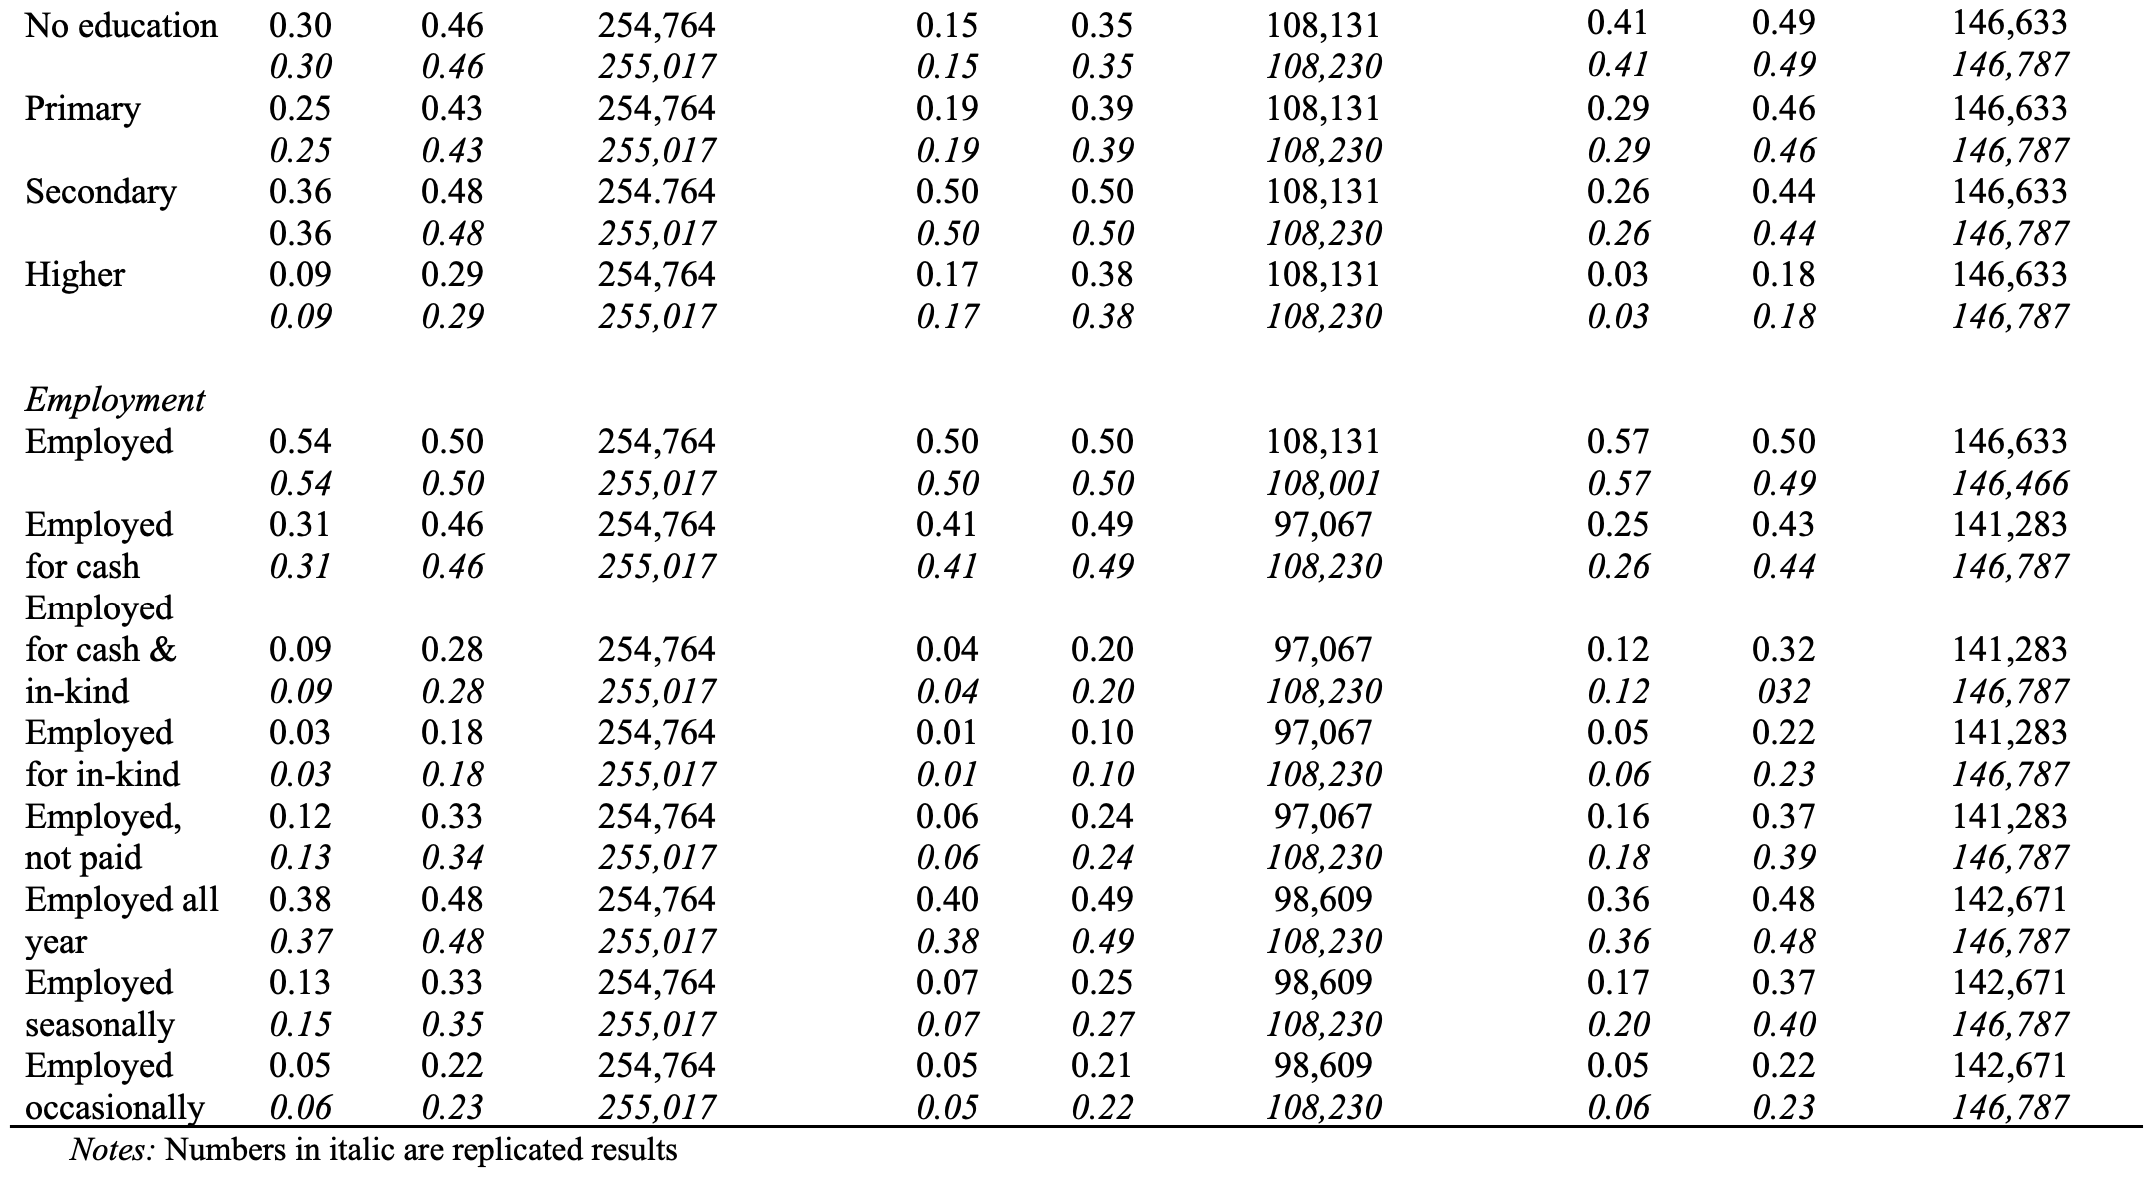 No education 0.30 0.46 254,764 0.15 0.35 108,131 0.41 0.49 146,633
0.30 0.46 255,017 0.15 0.35 108,230 0.41 0.49 146,787
Primary 0.25 0.43 254,764 0.19 0.39 108,131 0.29 0.46 146,633
0.25 0.43 255,017 0.19 0.39 108,230 0.29 0.46 146,787
Secondary 0.36 0.48 254.764 0.50 0.50 108,131 0.26 0.44 146,633
0.36 0.48 255,017 0.50 0.50 108,230 0.26 0.44 146,787
Higher 0.09 0.29 254,764 0.17 0.38 108,131 0.03 0.18 146,633
0.09 0.29 255,017 0.17 0.38 108,230 0.03 0.18 146,787
Employment
Employed 0.54 0.50 254,764 0.50 0.50 108,131 0.57 0.50 146,633
0.54 0.50 255,017 0.50 0.50 108,001 0.57 0.49 146,466
Employed 0.31 0.46 254,764 0.41 0.49 97,067 0.25 0.43 141,283
for cash 0.31 0.46 255,017 0.41 0.49 108,230 0.26 0.44 146,787
Employed
for cash & 0.09 0.28 254,764 0.04 0.20 97,067 0.12 0.32 141,283
in-kind 0.09 0.28 255,017 0.04 0.20 108,230 0.12 032 146,787
Employed 0.03 0.18 254,764 0.01 0.10 97,067 0.05 0.22 141,283
for in-kind 0.03 0.18 255,017 0.01 0.10 108,230 0.06 0.23 146,787
Employed, 0.12 0.33 254,764 0.06 0.24 97,067 0.16 0.37 141,283
not paid 0.13 0.34 255,017 0.06 0.24 108,230 0.18 0.39 146,787
Employed all 0.38 0.48 254,764 0.40 0.49 98,609 0.36 0.48 142,671
year 0.37 0.48 255,017 0.38 0.49 108,230 0.36 0.48 146,787
Employed 0.13 0.33 254,764 0.07 0.25 98,609 0.17 0.37 142,671
seasonally 0.15 0.35 255,017 0.07 0.27 108,230 0.20 0.40 146,787
Employed 0.05 0.22 254,764 0.05 0.21 98,609 0.05 0.22 142,671
occasionally 0.06 0.23 255,017 0.05 0.22 108,230 0.06 0.23 146,787
Notes: Numbers in italic are replicated results